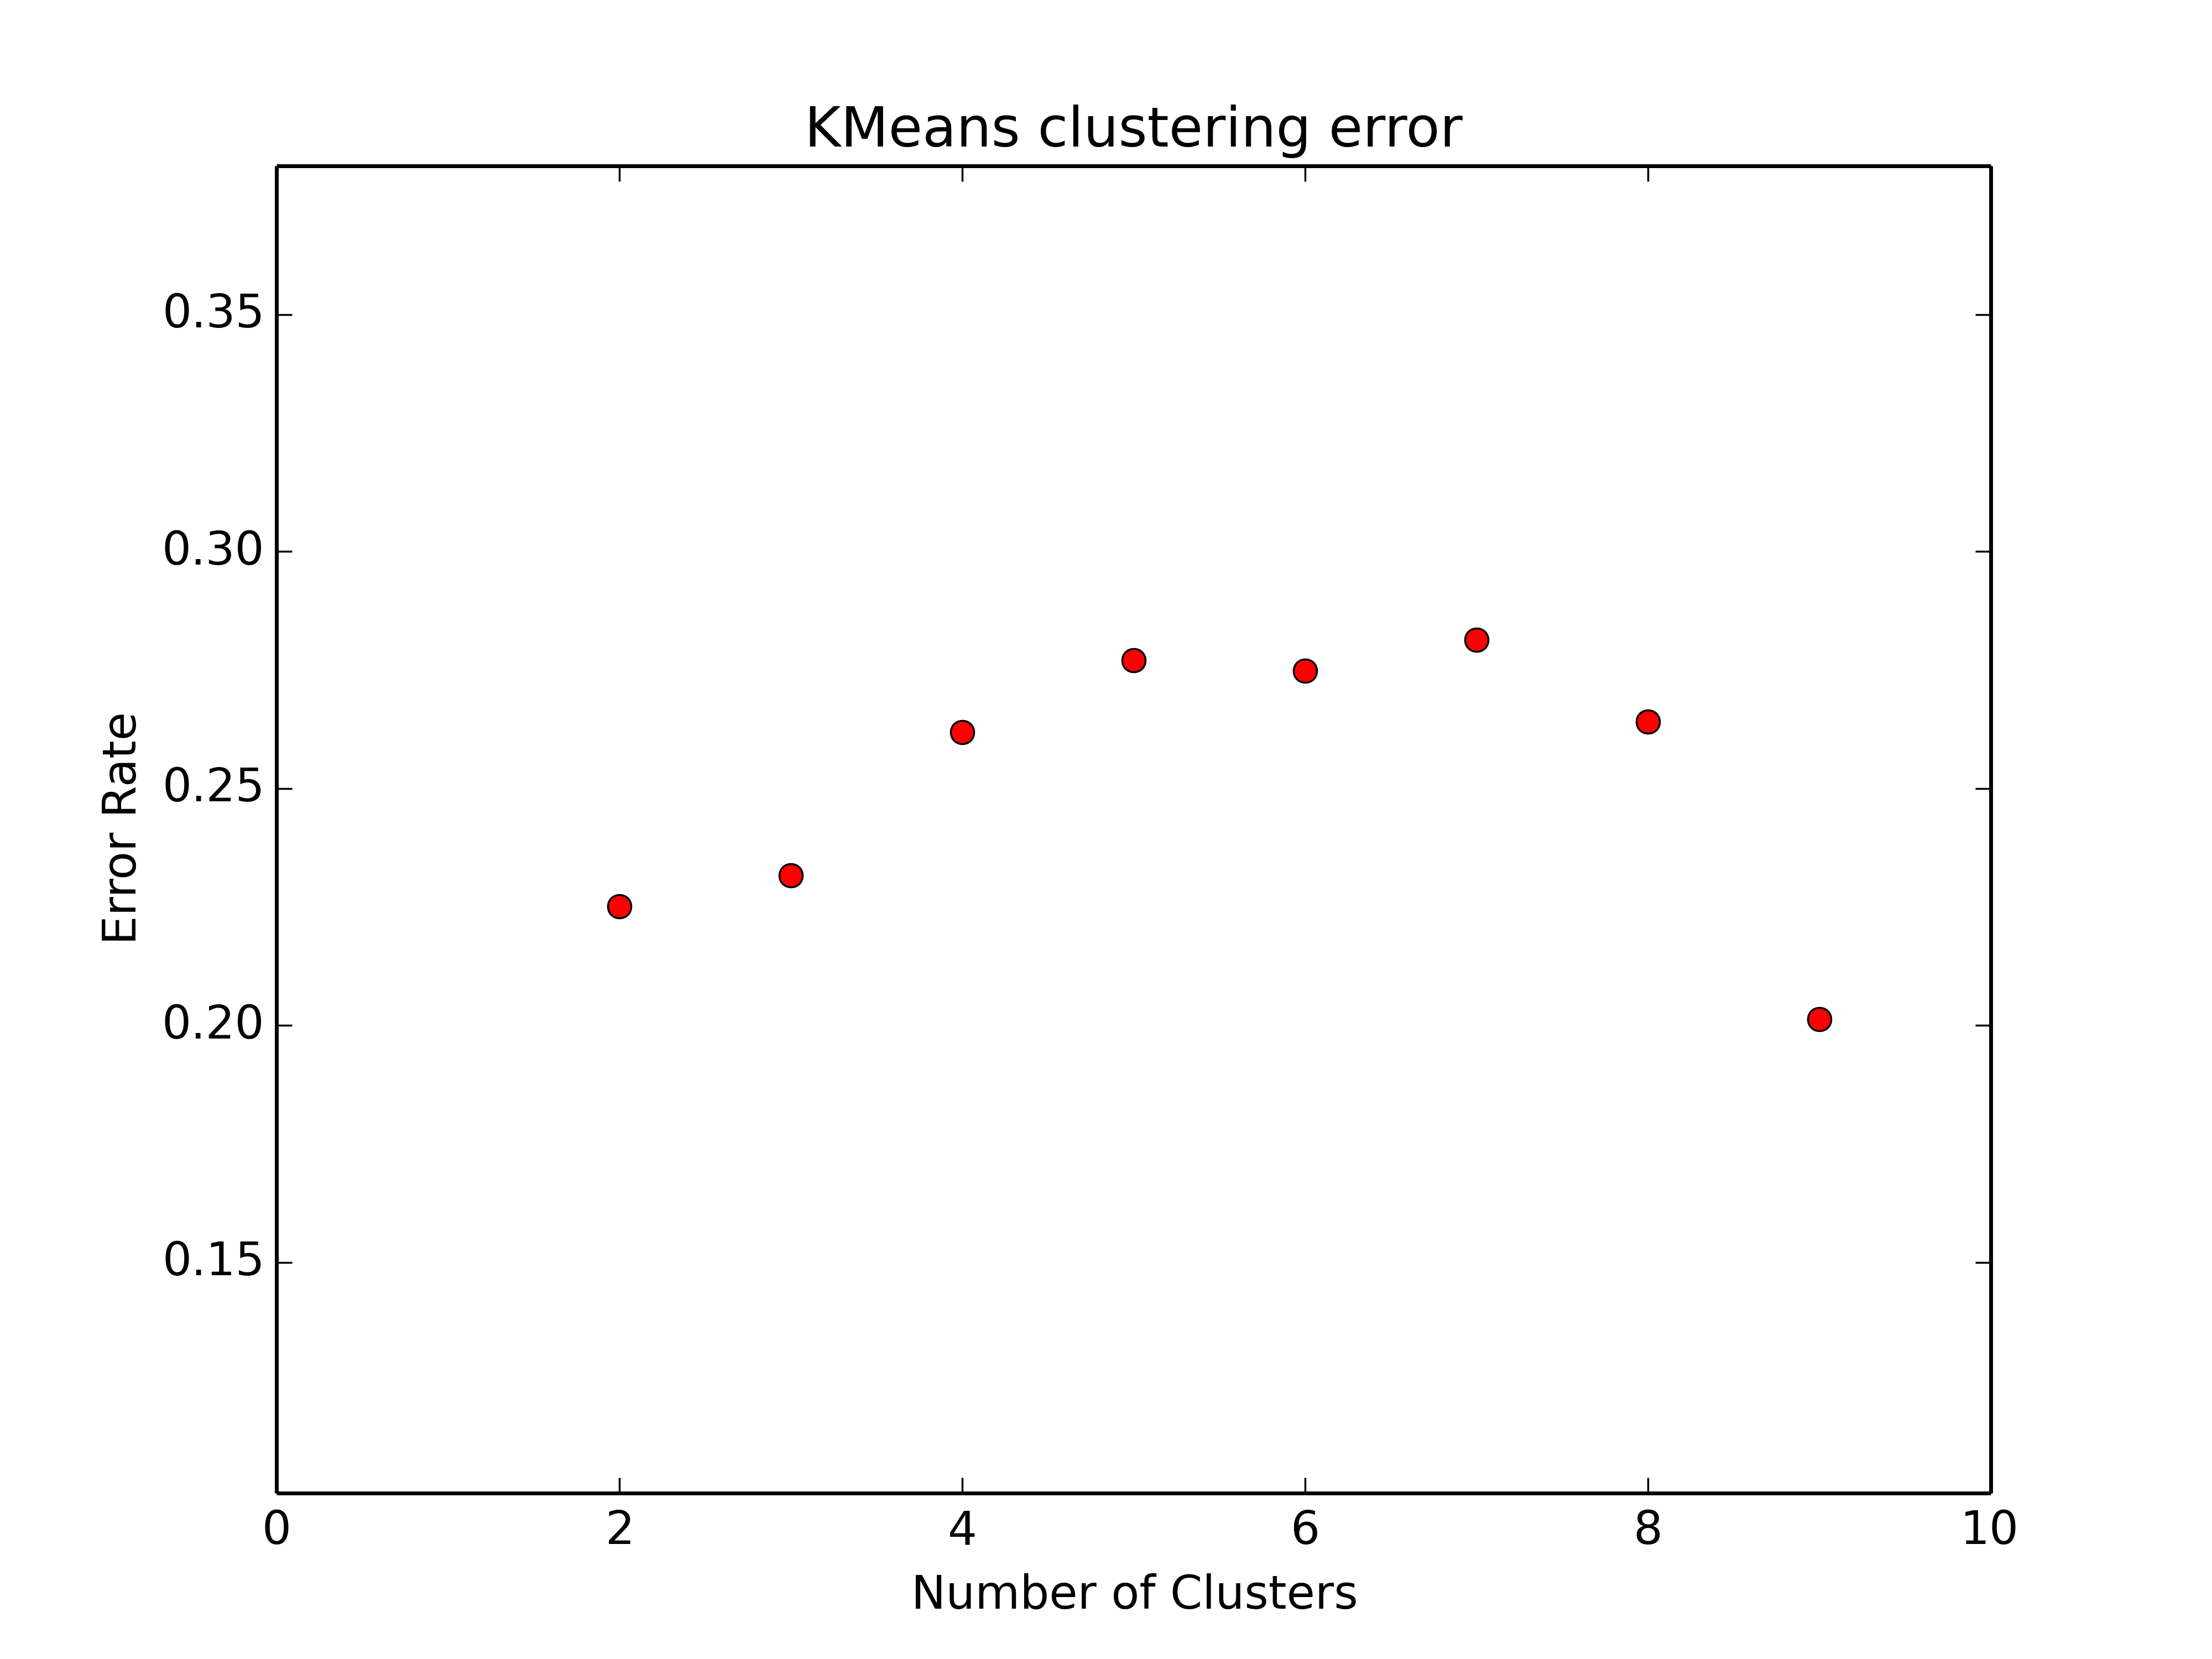 KMeans clustering error
0.35
0.30
0.25
0.20
0.15
Error Rate
0 2 4 6 8 10
Number of Clusters